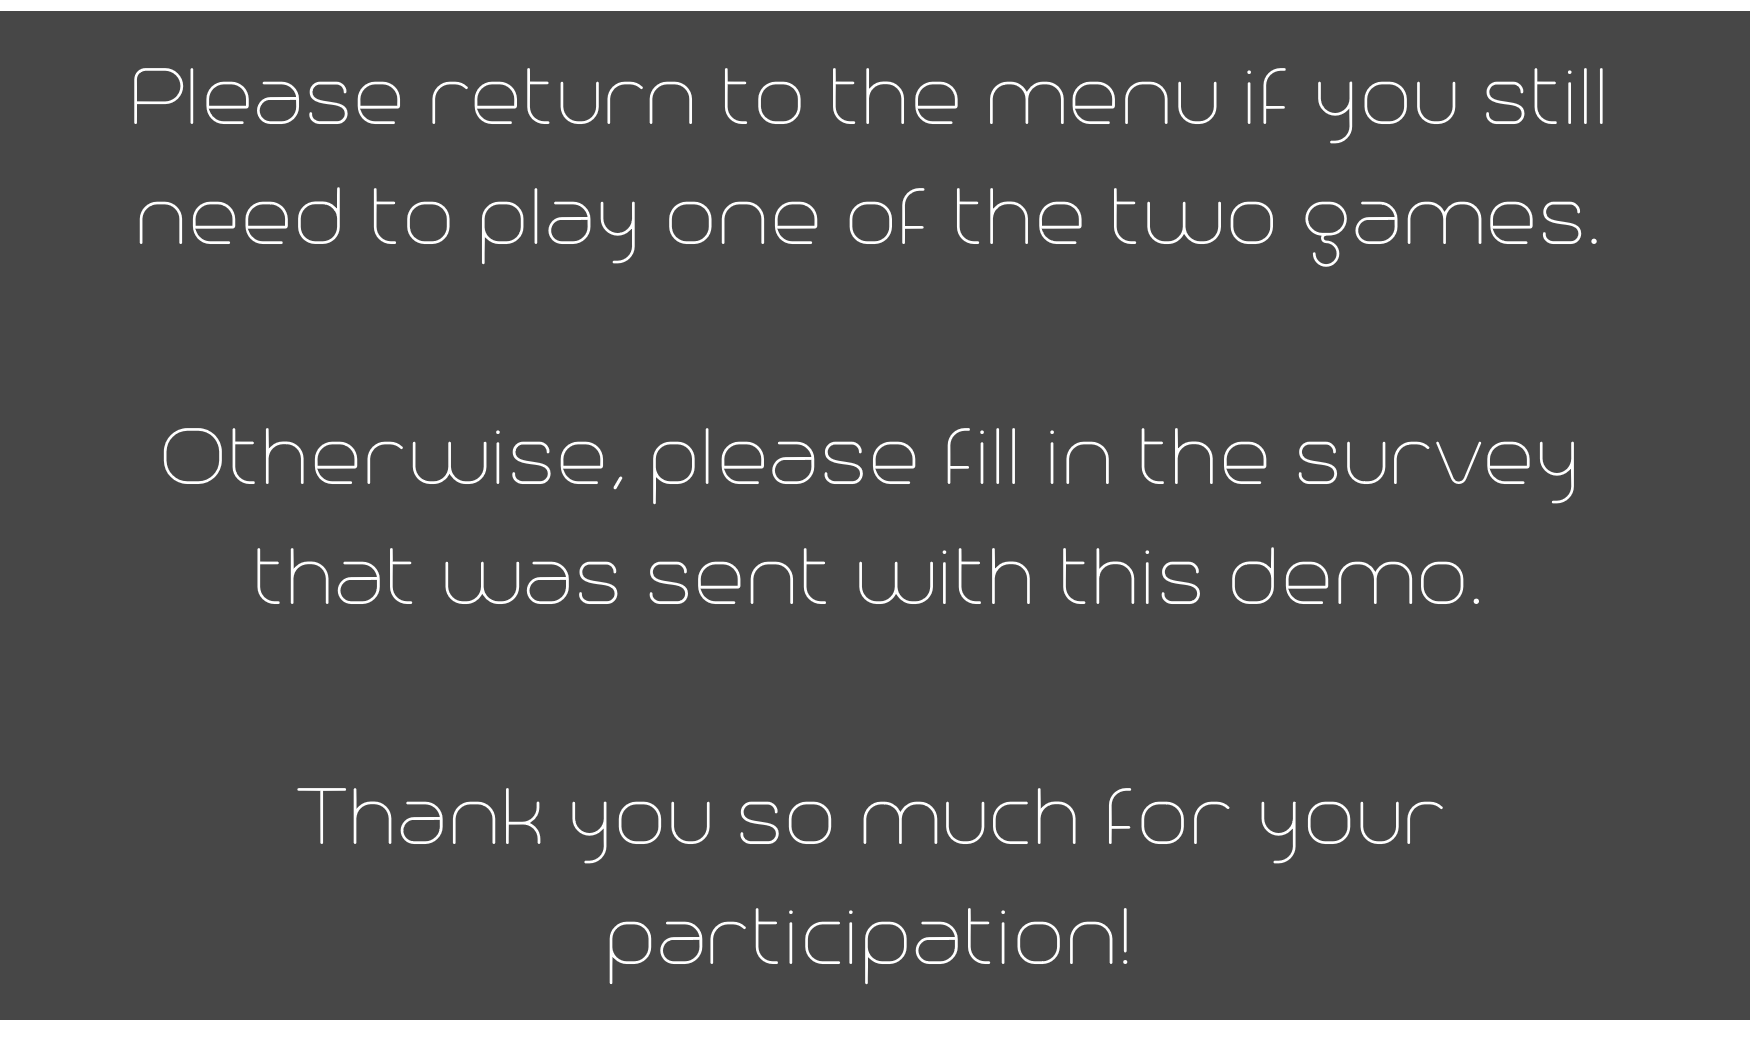 Please return to the menu if you still
need to play one of the two games.
Otherwise, please fill in the survey
that was sent with this demo.
Thank you so much for your
participation!